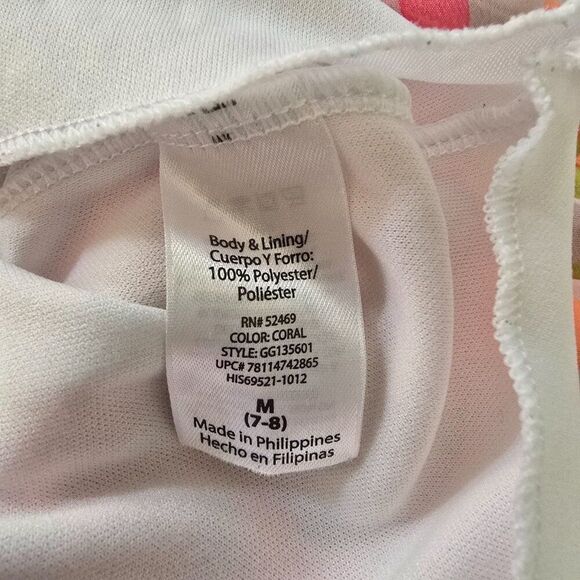 Body & Lining/
Cuerpo Y Forro:
100% Polyester/
Poliéster
RN# 52469
COLOR: CORAL
STYLE: GG135601
UPC# 78114742865
HIS69521-1012
M
(7-8)
Made in Philippines
Hecho en Filipinas